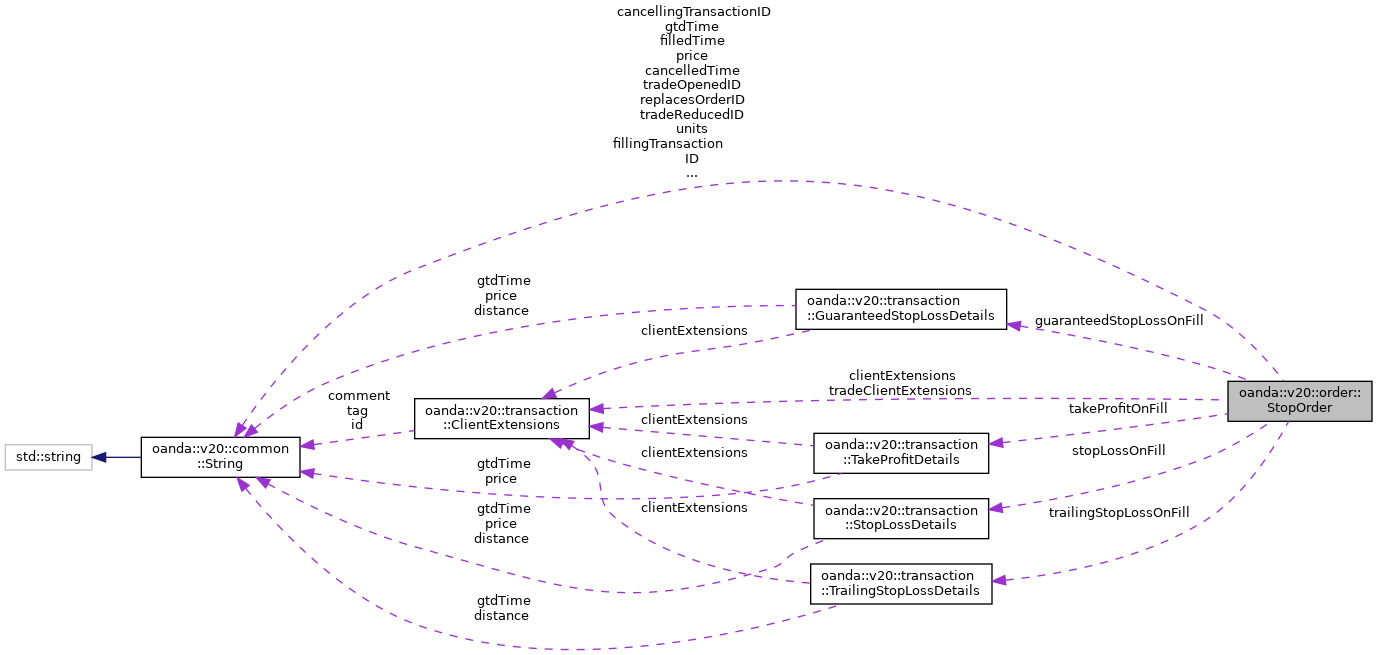 cancellingTransactionID
gtdTime
filledTime
price
cancelledTime
tradeOpenedID
replacesOrderID
tradeReducedID
units
fillingTransaction
ID
...
gtdTime
price
distance
oanda::v20::transaction
::GuaranteedStopLossDetails
guaranteedStopLossOnFill
clientExtensions
clientExtensions
tradeClientExtensions
oanda::v20::order::
StopOrder
comment
tag
id
oanda::v20::transaction
::ClientExtensions
takeProfitOnFill
clientExtensions
oanda::v20::transaction
::TakeProfitDetails
std::string
oanda::v20::common
::String
clientExtensions
stopLossOnFill
gtdTime
price
clientExtensions
oanda::v20::transaction
::StopLossDetails
trailingStopLossOnFill
gtdTime
price
distance
oanda::v20::transaction
::TrailingStopLossDetails
gtdTime
distance